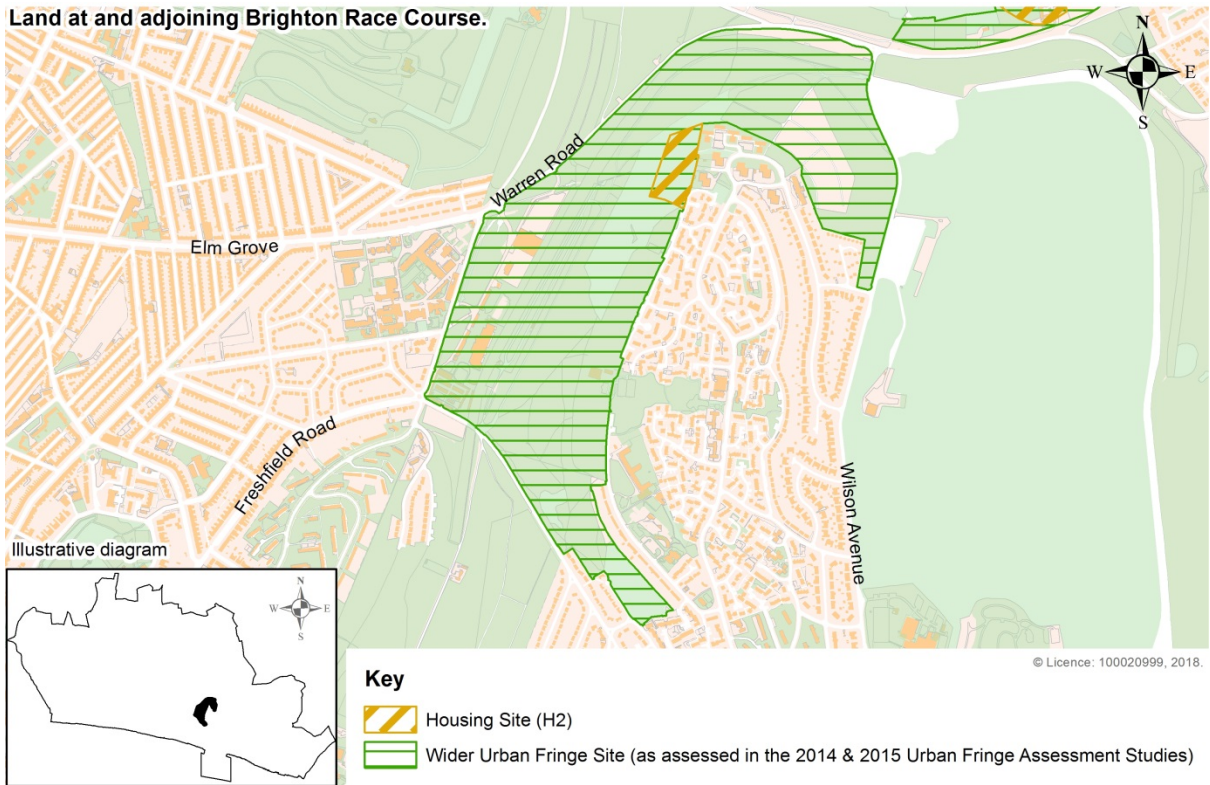 Land at and adjoining Brighton Race Course.
N
W E
S
Warren Road
Elm Grove
Freshfield Road
Wilson Avenue
Illustrative diagram
N
W E
S
© Licence: 100020999, 2018.
Key
Housing Site (H2)
Wider Urban Fringe Site (as assessed in the 2014 & 2015 Urban Fringe Assessment Studies)